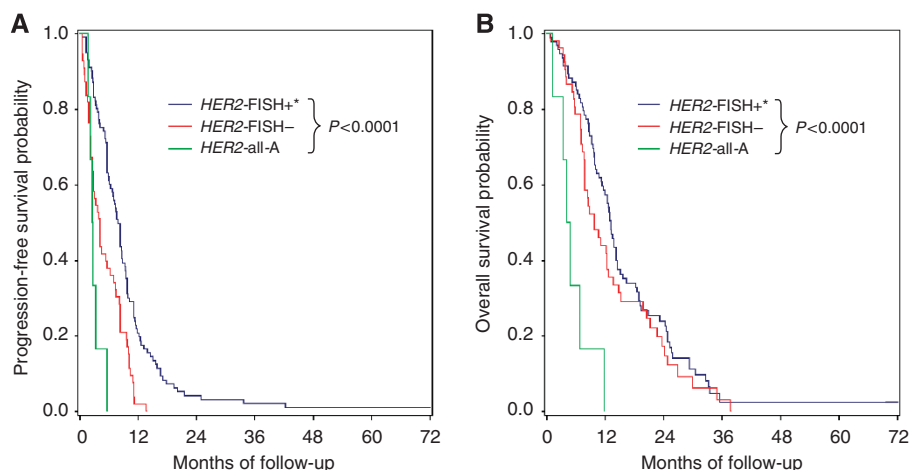 A
Progression-free survival probability
1.0
0.8
0.6
0.4
0.2
0.0
HER2-FISH+*
HER2-FISH–
HER2-all-A
P<0.0001
0 12 24 36 48 60 72
Months of follow-up
B
Overall survival probability
1.0
0.8
0.6
0.4
0.2
0.0
HER2-FISH+*
HER2-FISH–
HER2-all-A
P<0.0001
0 12 24 36 48 60 72
Months of follow-up